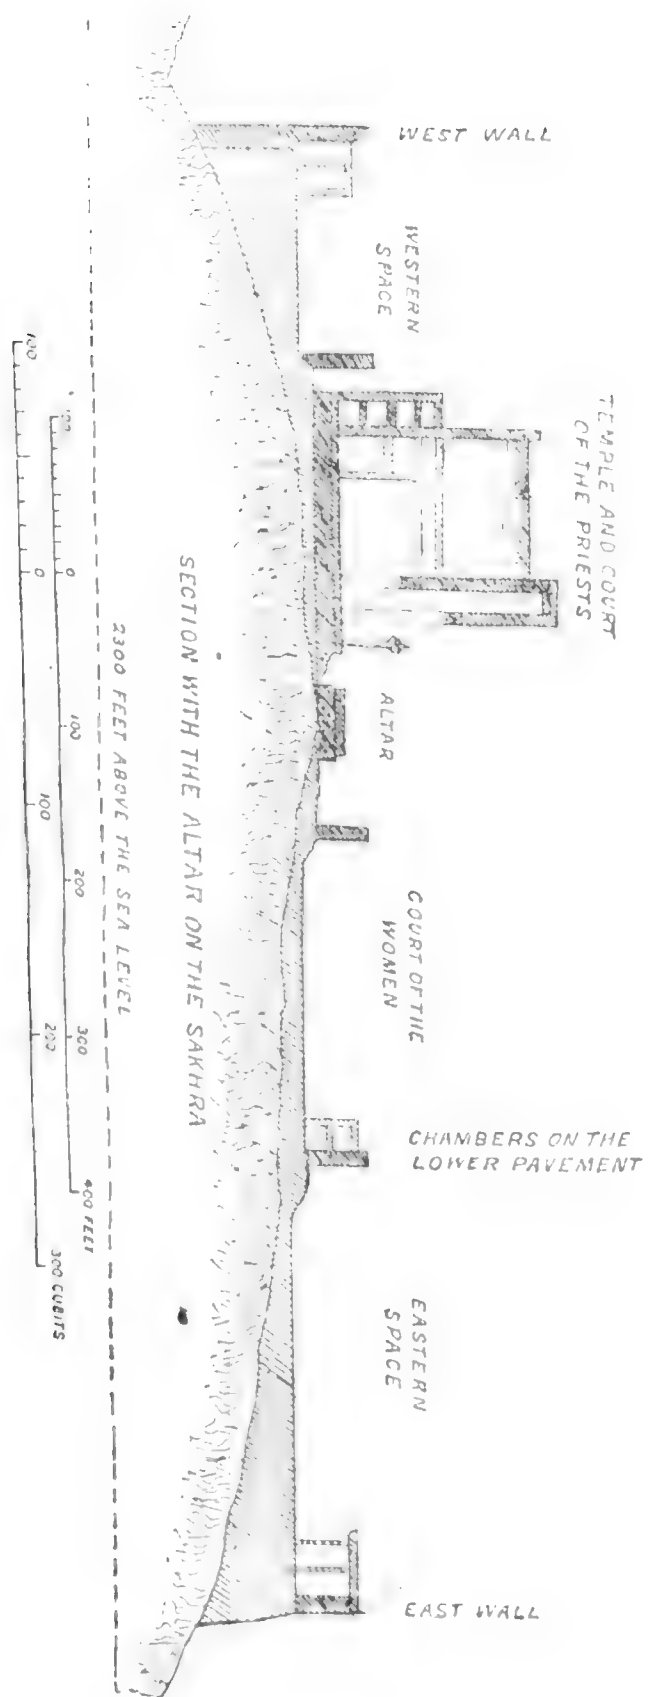 WEST WALL
WESTERN
SPACE
TEMPLE AND COURT
OF THE PRIESTS
ALTAR
COURT OF THE
WOMEN
CHAMBERS ON THE
LOWER PAVEMENT
EASTERN
SPACE
EAST WALL
SECTION WITH THE ALTAR ON THE SAKHRA
2300 FEET ABOVE THE SEA LEVEL
100 0 100 200 300 400 FEET
100 0 100 200 300 CUBITS